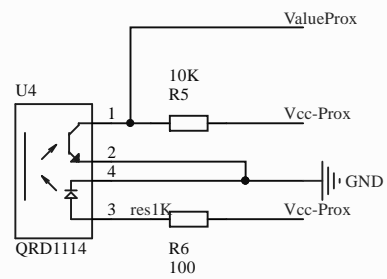 ValueProx
10K
U4
R5
1
Vcc-Prox
2
4
GND
3 res1K
Vcc-Prox
QRD1114
R6
100